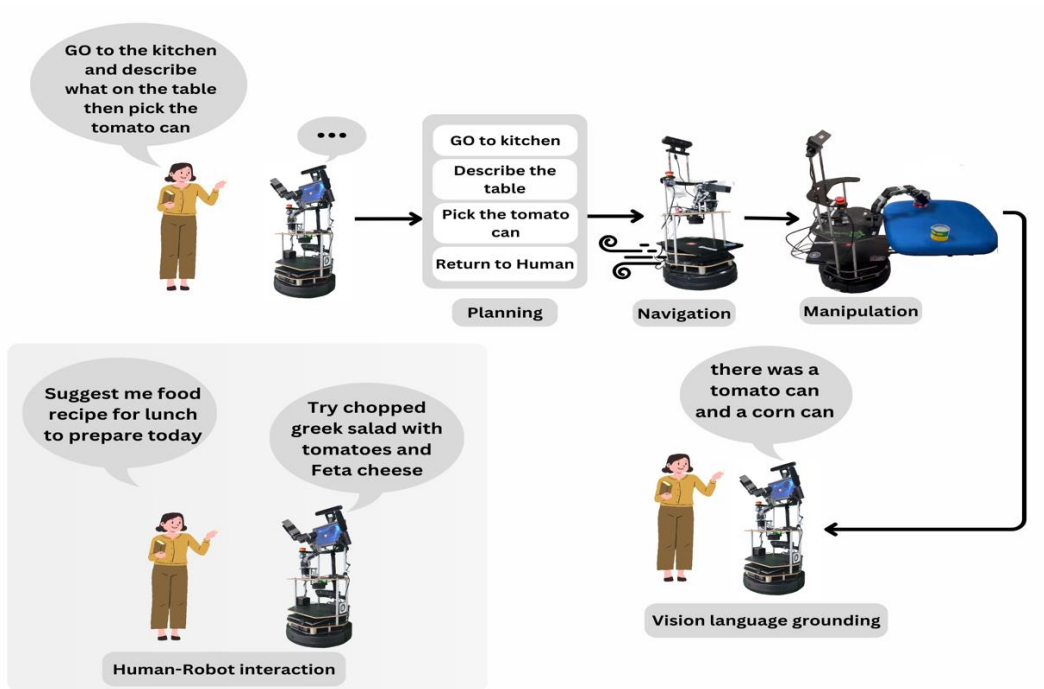 GO to the kitchen
and describe
what on the table
then pick the
tomato can
•••
GO to kitchen
Describe the
table
Pick the tomato
can
Return to Human
Planning
Navigation
Manipulation
Suggest me food
recipe for lunch
to prepare today
Try chopped
greek salad with
tomatoes and
Feta cheese
Human-Robot interaction
there was a
tomato can
and a corn can
Vision language grounding